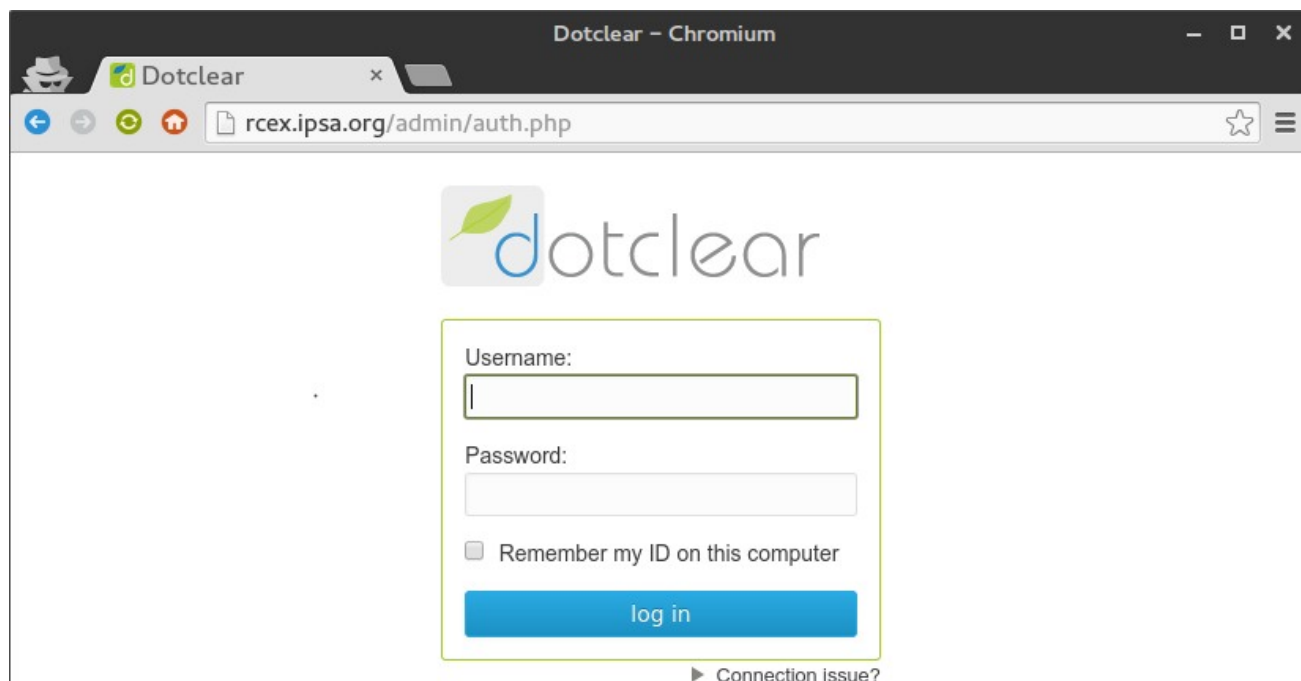 Dotclear – Chromium
Dotclear
rcex.ipsa.org/admin/auth.php
dotclear
Username:
Password:
Remember my ID on this computer
log in
Connection issue?